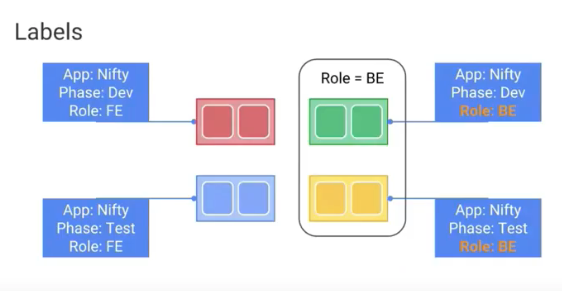 Labels
App: Nifty
Phase: Dev
Role: FE
Role = BE
App: Nifty
Phase: Dev
Role: BE
App: Nifty
Phase: Test
Role: FE
App: Nifty
Phase: Test
Role: BE